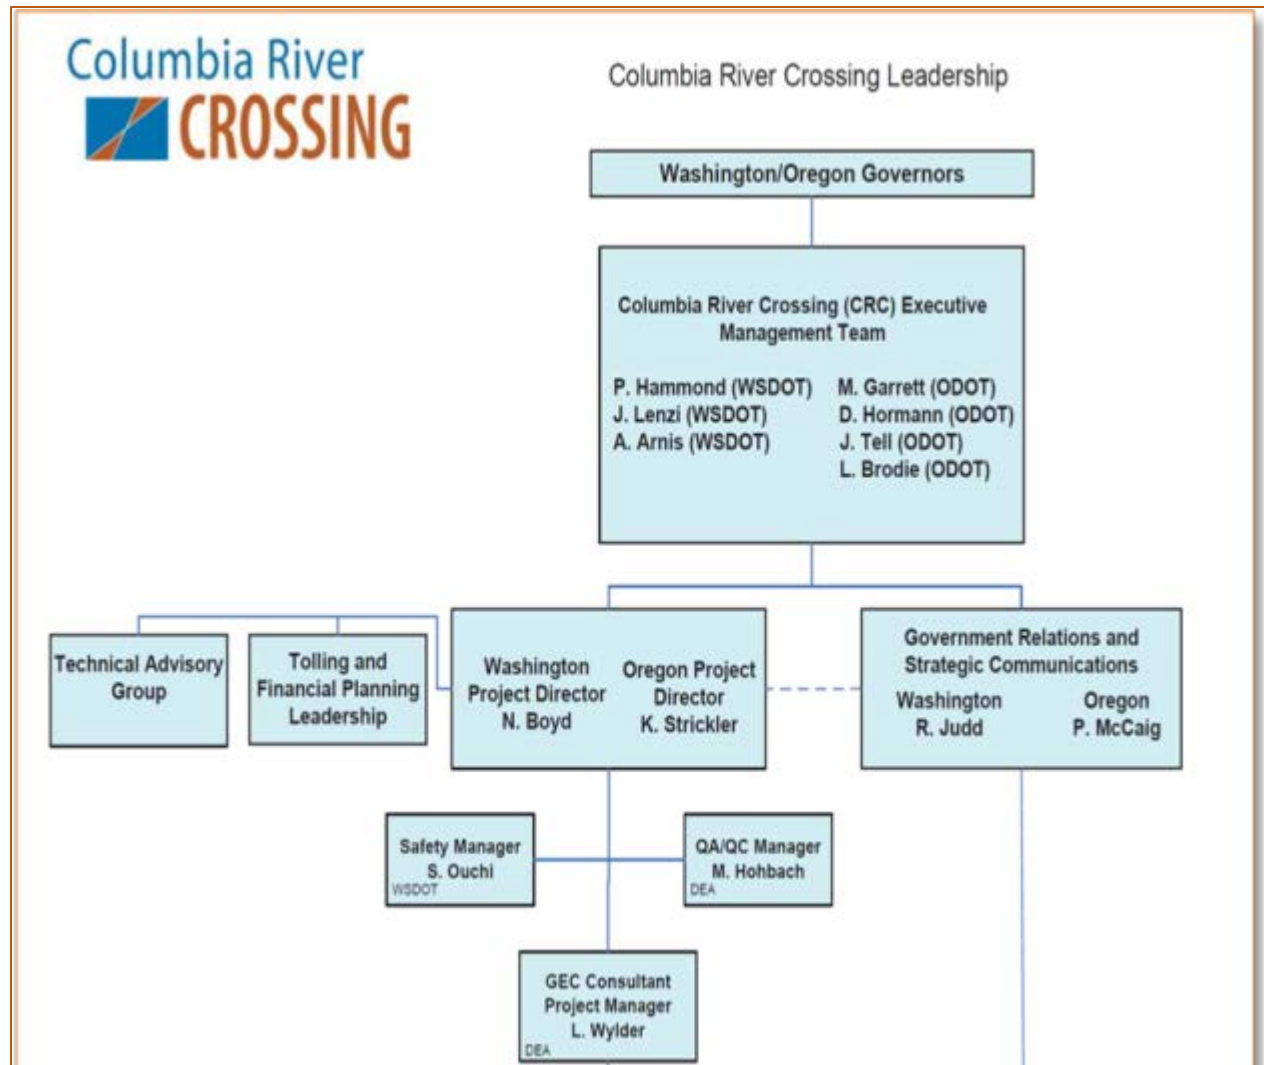 Columbia River
CROSSING
Columbia River Crossing Leadership
Washington/Oregon Governors
Columbia River Crossing (CRC) Executive
Management Team
P. Hammond (WSDOT)
J. Lenzi (WSDOT)
A. Arnis (WSDOT)
M. Garrett (ODOT)
D. Hormann (ODOT)
J. Tell (ODOT)
L. Brodie (ODOT)
Technical Advisory
Group
Tolling and
Financial Planning
Leadership
Washington
Project Director
N. Boyd
Oregon Project
Director
K. Strickler
Government Relations and
Strategic Communications
Washington
R. Judd
Oregon
P. McCaig
Safety Manager
S. Ouchi
WSDOT
QA/QC Manager
M. Hohbach
DEA
GEC Consultant
Project Manager
L. Wylder
DEA